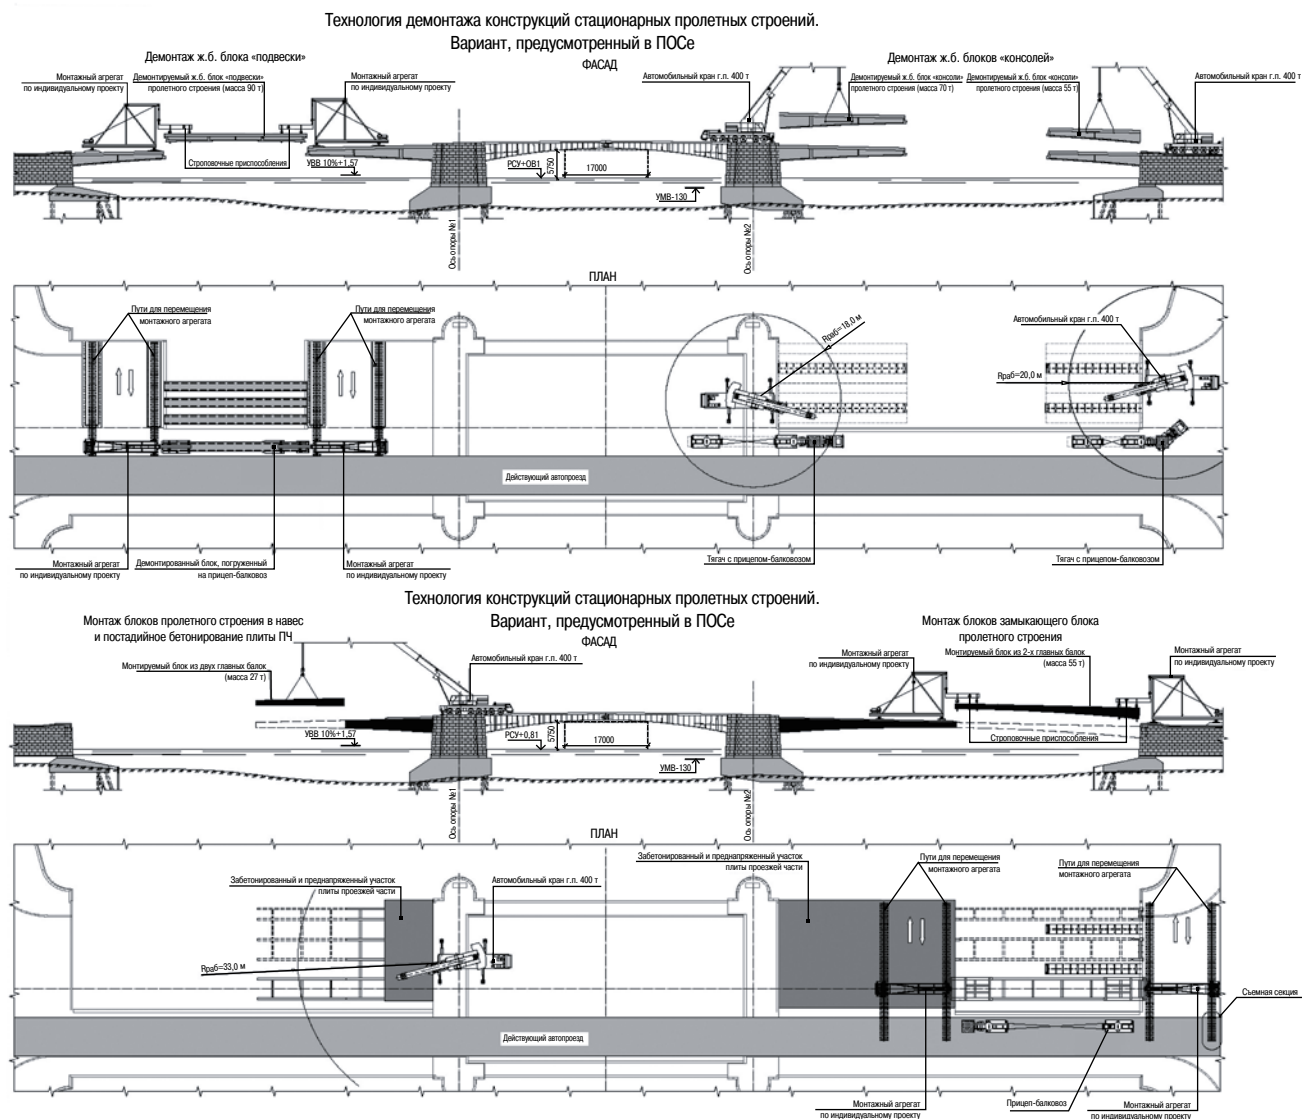 Технология демонтажа конструкций стационарных пролетных строений.
Вариант, предусмотренный в ПОСе
ФАСАД
Демонтаж ж.б. блока «подвески»
Демонтаж ж.б. блоков «консолей»
Монтажный агрегат
по индивидуальному проекту
Демонтируемый ж.б. блок «подвески»
пролетного строения (масса 90 т)
Монтажный агрегат
по индивидуальному проекту
Автомобильный кран г.п. 400 т
Демонтируемый ж.б. блок «консоли»
пролетного строения (масса 70 т)
Демонтируемый ж.б. блок «консоли»
пролетного строения (масса 55 т)
Автомобильный кран г.п. 400 т
Строповочные приспособления
УВВ 10%+1,57
РСУ+ОВ1
5750
17000
УМВ-130
Ось опоры №1
Ось опоры №2
ПЛАН
Пути для перемещения
монтажного агрегата
Пути для перемещения
монтажного агрегата
Rраб=18,0 м
Автомобильный кран г.п. 400 т
Rраб=20,0 м
Действующий автопроезд
Монтажный агрегат
по индивидуальному проекту
Демонтированный блок, погруженный
на прицеп-балковоз
Монтажный агрегат
по индивидуальному проекту
Тягач с прицепом-балковозом
Тягач с прицепом-балковозом
Технология конструкций стационарных пролетных строений.
Вариант, предусмотренный в ПОСе
ФАСАД
Монтаж блоков пролетного строения в навес
и постадийное бетонирование плиты ПЧ
Монтаж блоков замыкающего блока
пролетного строения
Монтируемый блок из двух главных балок
(масса 27 т)
Автомобильный кран г.п. 400 т
Монтажный агрегат
по индивидуальному проекту
Монтируемый блок из 2-х главных балок
(масса 55 т)
Монтажный агрегат
по индивидуальному проекту
УВВ 10%+1,57
РСУ+0,81
5750
17000
Строповочные приспособления
УМВ-130
Ось опоры №1
Ось опоры №2
ПЛАН
Забетонированный и преднапряженный участок
плиты проезжей части
Автомобильный кран г.п. 400 т
Забетонированный и преднапряженный участок
плиты проезжей части
Пути для перемещения
монтажного агрегата
Пути для перемещения
монтажного агрегата
Rраб=33,0 м
Съемная секция
Действующий автопроезд
Монтажный агрегат
по индивидуальному проекту
Прицеп-балковоз
Монтажный агрегат
по индивидуальному проекту